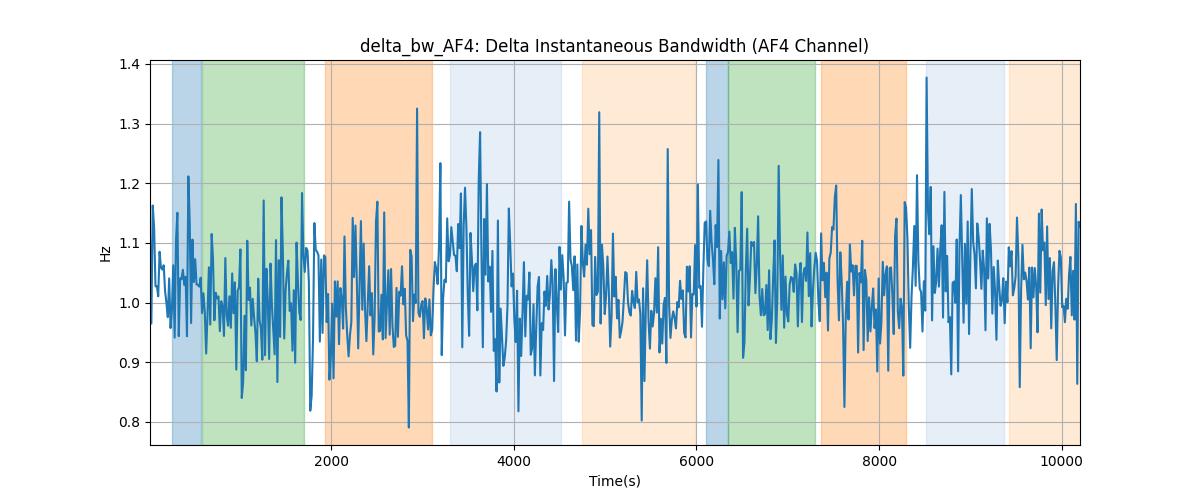 delta_bw_AF4: Delta Instantaneous Bandwidth (AF4 Channel)
1.4
1.3
1.2
1.1
1.0
0.9
0.8
Hz
2000 4000 6000 8000 10000
Time(s)